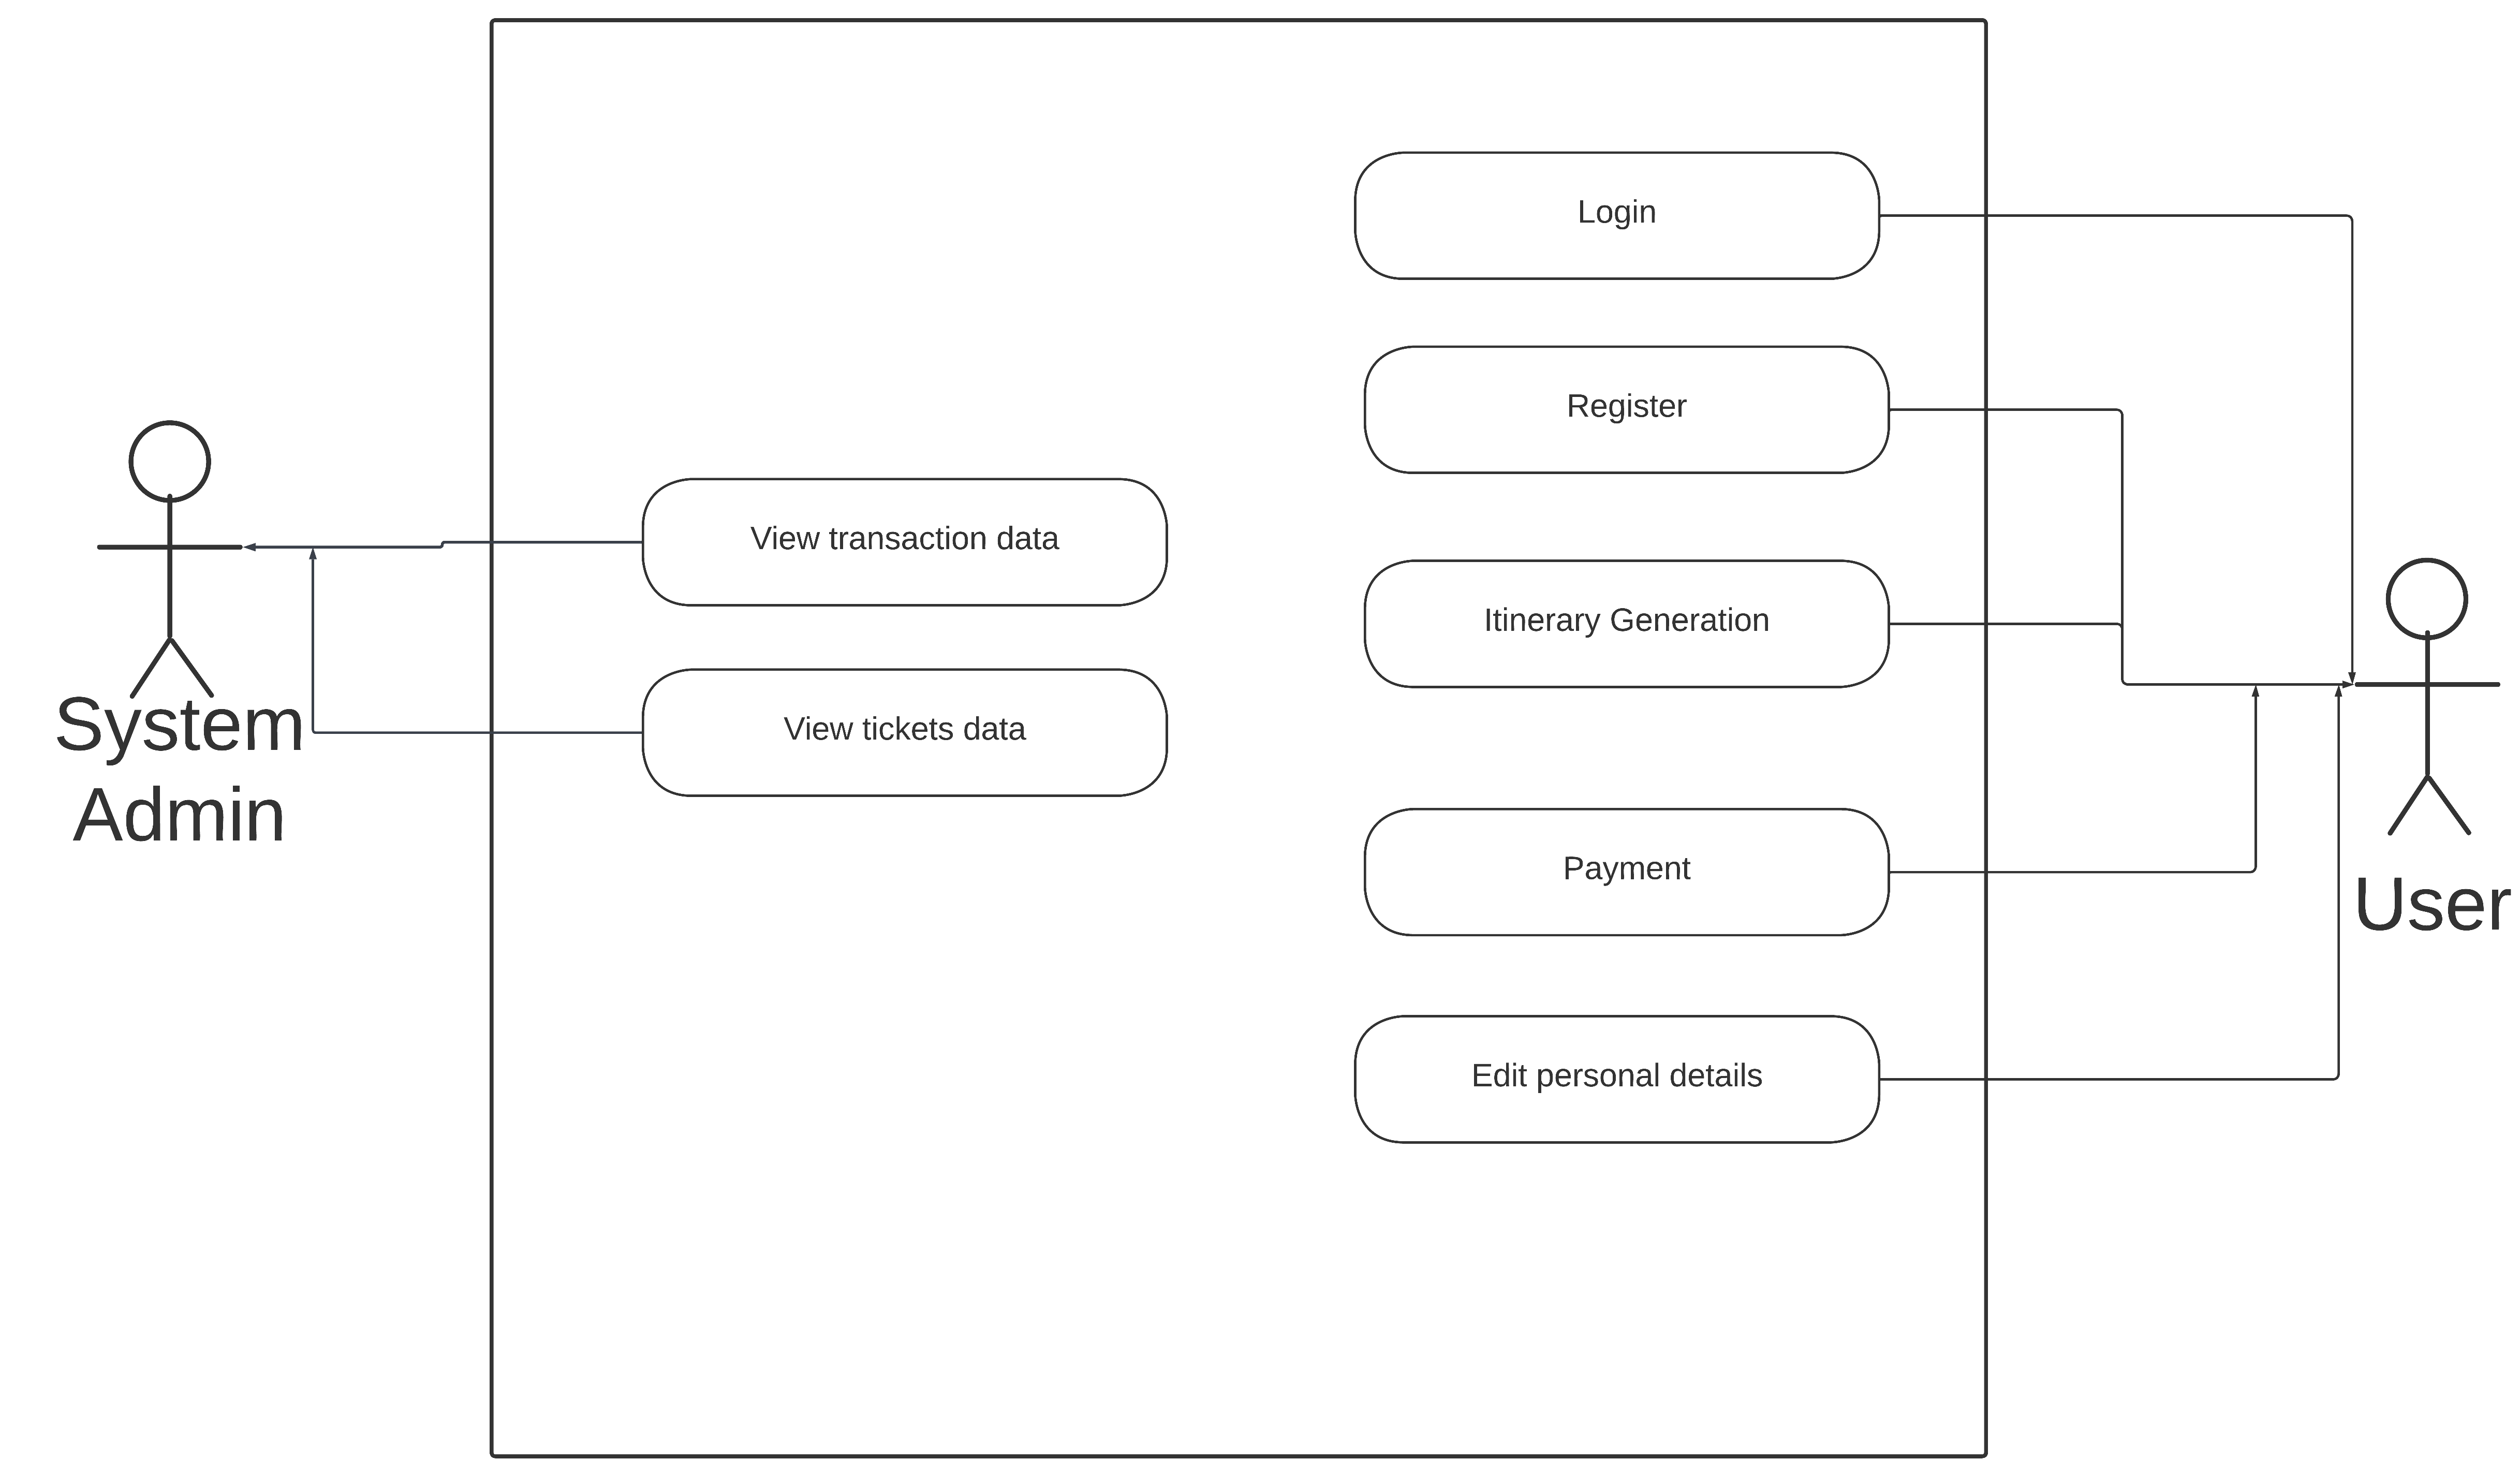 Login
Register
View transaction data
Itinerary Generation
System
Admin
View tickets data
Payment
User
Edit personal details